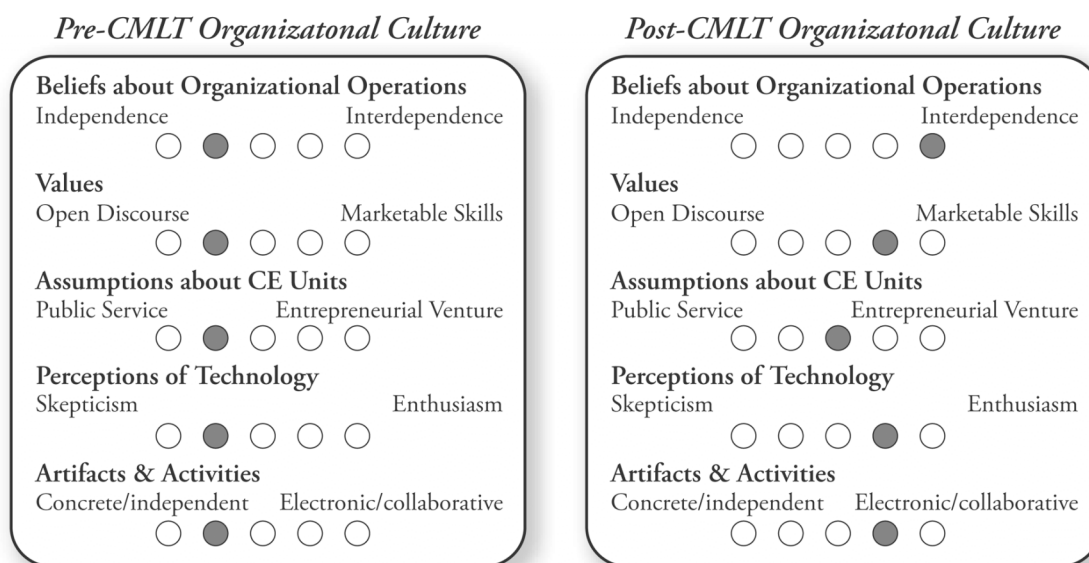 Pre-CMLT Organizatonal Culture
Beliefs about Organizational Operations
Independence Interdependence
Values
Open Discourse Marketable Skills
Assumptions about CE Units
Public Service Entrepreneurial Venture
Perceptions of Technology
Skepticism Enthusiasm
Artifacts & Activities
Concrete/independent Electronic/collaborative
Post-CMLT Organizatonal Culture
Beliefs about Organizational Operations
Independence Interdependence
Values
Open Discourse Marketable Skills
Assumptions about CE Units
Public Service Entrepreneurial Venture
Perceptions of Technology
Skepticism Enthusiasm
Artifacts & Activities
Concrete/independent Electronic/collaborative